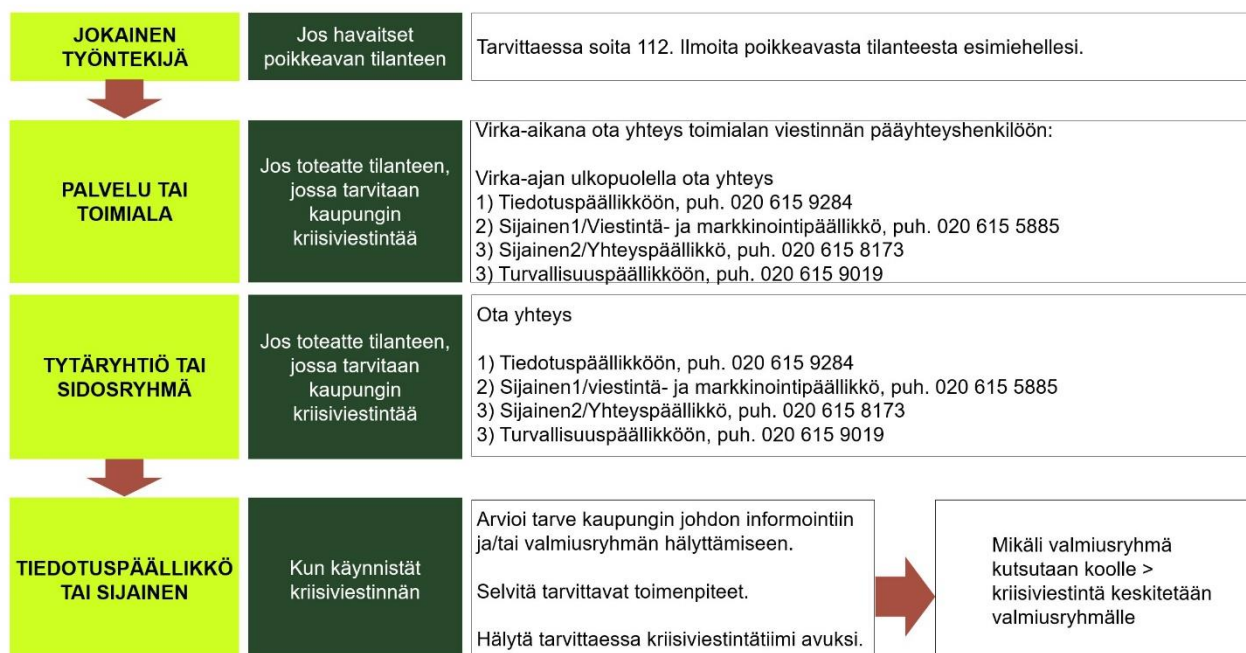 JOKAINEN
TYÖNTEKIJÄ
Jos havaitset
poikkeavan tilanteen
Tarvittaessa soita 112. Ilmoita poikkeavasta tilanteesta esimiehellesi.
PALVELU TAI
TOIMIALA
Jos toteatte tilanteen,
jossa tarvitaan
kaupungin
kriisiviestintää
Virka-aikana ota yhteys toimialan viestinnän pääyhteyshenkilöön:
Virka-ajan ulkopuolella ota yhteys
1) Tiedotuspäällikköön, puh. 020 615 9284
2) Sijainen1/Viestintä- ja markkinointipäällikkö, puh. 020 615 5885
3) Sijainen2/Yhteyspäällikkö, puh. 020 615 8173
3) Turvallisuuspäällikköön, puh. 020 615 9019
TYTÄRYHTIÖ TAI
SIDOSRYHMÄ
Jos toteatte tilanteen,
jossa tarvitaan
kaupungin
kriisiviestintää
Ota yhteys
1) Tiedotuspäällikköön, puh. 020 615 9284
2) Sijainen1/viestintä- ja markkinointipäällikkö, puh. 020 615 5885
3) Sijainen2/Yhteyspäällikkö, puh. 020 615 8173
3) Turvallisuuspäällikköön, puh. 020 615 9019
TIEDOTUSPÄÄLLIKKÖ
TAI SIJAINEN
Kun käynnistät
kriisiviestinnän
Arvioi tarve kaupungin johdon informointiin
ja/tai valmiusryhmän hälyttämiseen.
Selvitä tarvittavat toimenpiteet.
Hälytä tarvittaessa kriisiviestintätiimi avuksi.
Mikäli valmiusryhmä
kutsutaan koolle >
kriisiviestintä keskitetään
valmiusryhmälle